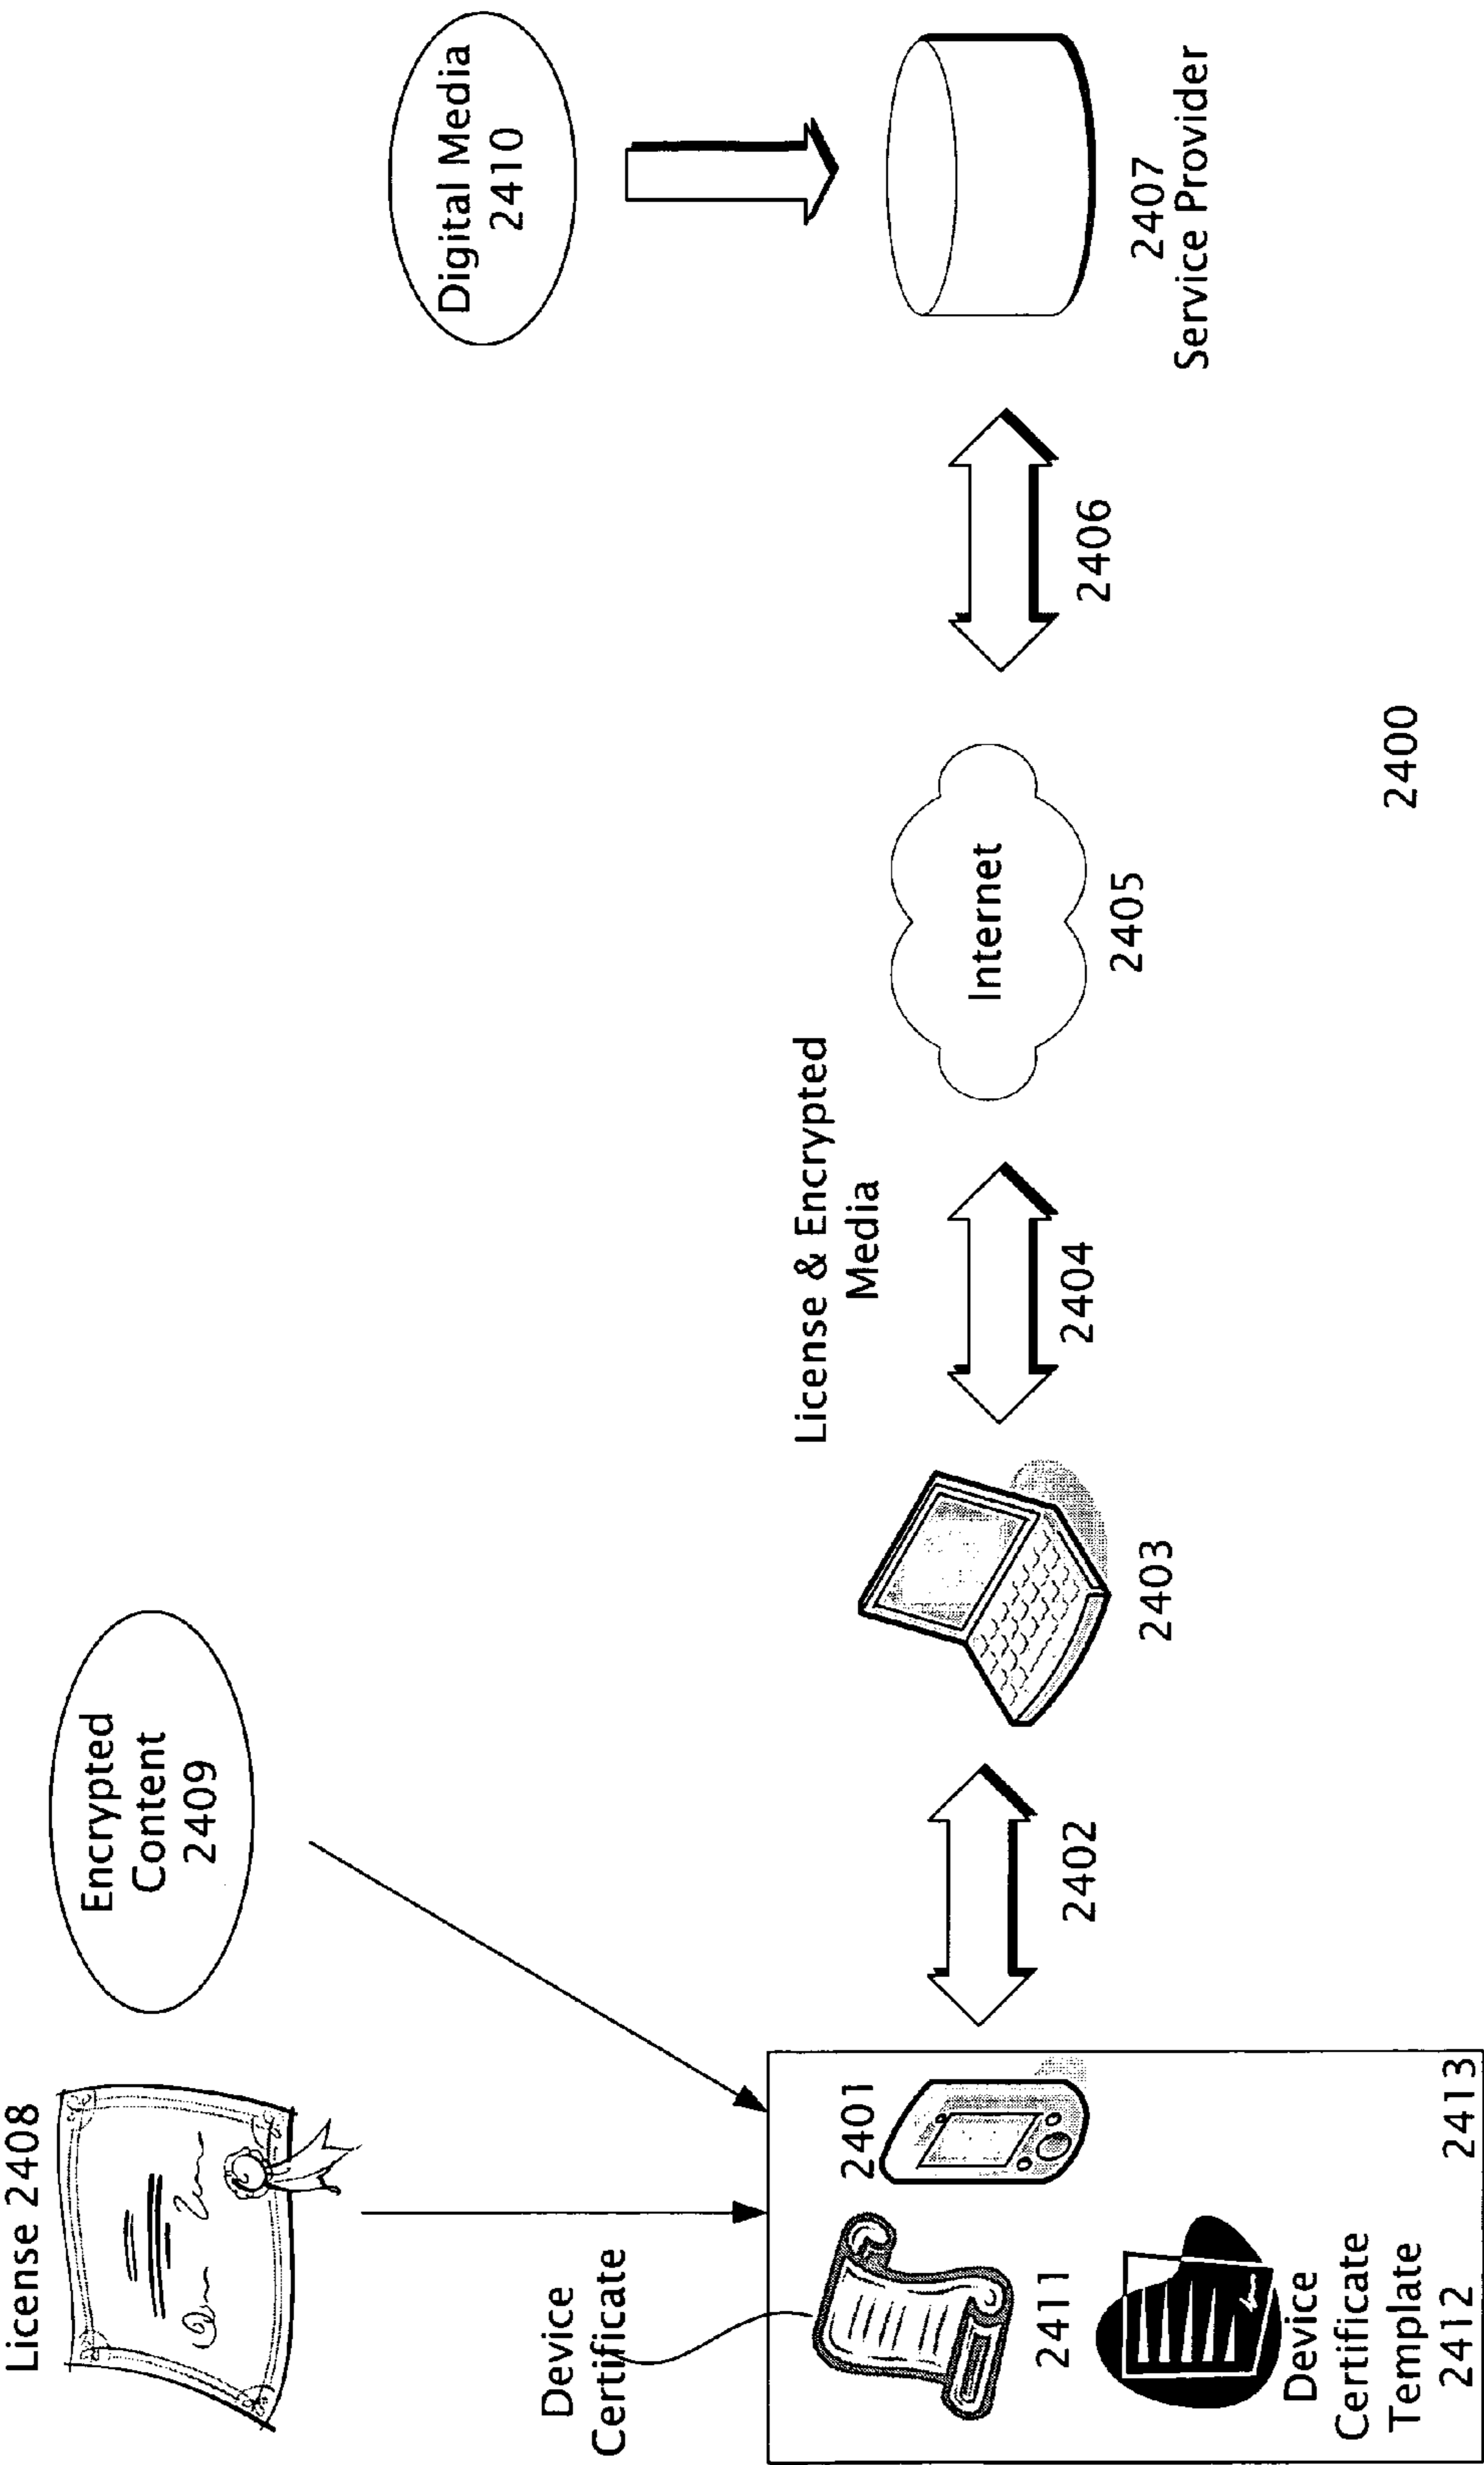 License 2408
Encrypted
Content
2409
Digital Media
2410
Device
Certificate
2401
2411
Device
Certificate
Template
2412
2413
2402
2403
License & Encrypted
Media
2404
Internet
2405
2406
2407
Service Provider
2400